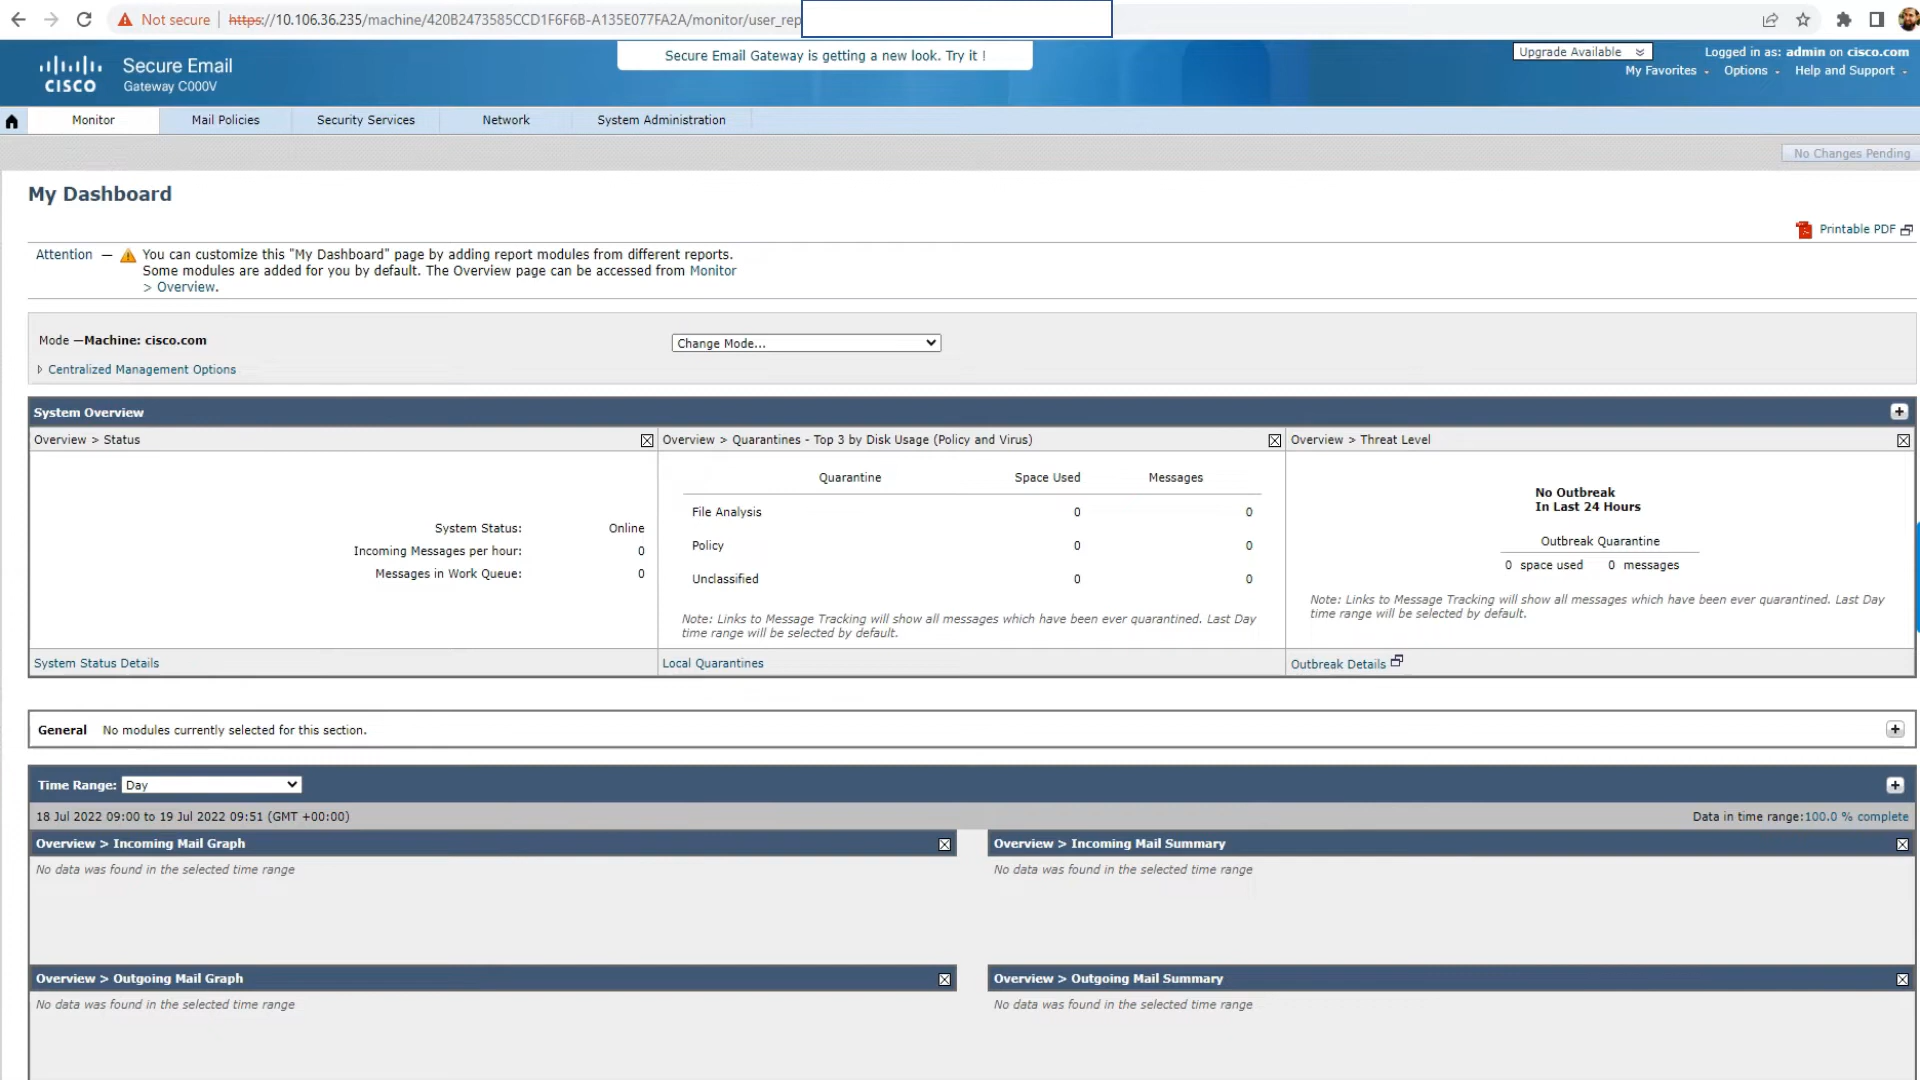 Not secure | https://10.106.36.235/machine/420B2473585CCD1F6F6B-A135E077FA2A/monitor/user_rep
Secure Email Gateway is getting a new look. Try it !
Upgrade Available
Logged in as: admin on cisco.com
My Favorites Options Help and Support
CISCO
Secure Email
Gateway C000V
Monitor Mail Policies Security Services Network System Administration
No Changes Pending
My Dashboard
Printable PDF
Attention — You can customize this "My Dashboard" page by adding report modules from different reports.
Some modules are added for you by default. The Overview page can be accessed from Monitor
> Overview.
Mode —Machine: cisco.com
Change Mode...
Centralized Management Options
System Overview
Overview > Status
System Status: Online
Incoming Messages per hour: 0
Messages in Work Queue: 0
System Status Details
Overview > Quarantines - Top 3 by Disk Usage (Policy and Virus)
Quarantine Space Used Messages
File Analysis 0 0
Policy 0 0
Unclassified 0 0
Note: Links to Message Tracking will show all messages which have been ever quarantined. Last Day
time range will be selected by default.
Local Quarantines
Overview > Threat Level
No Outbreak
In Last 24 Hours
Outbreak Quarantine
0 space used 0 messages
Note: Links to Message Tracking will show all messages which have been ever quarantined. Last Day
time range will be selected by default.
Outbreak Details
General No modules currently selected for this section.
Time Range: Day
18 Jul 2022 09:00 to 19 Jul 2022 09:51 (GMT +00:00)
Data in time range:100.0 % complete
Overview > Incoming Mail Graph
No data was found in the selected time range
Overview > Incoming Mail Summary
No data was found in the selected time range
Overview > Outgoing Mail Graph
No data was found in the selected time range
Overview > Outgoing Mail Summary
No data was found in the selected time range